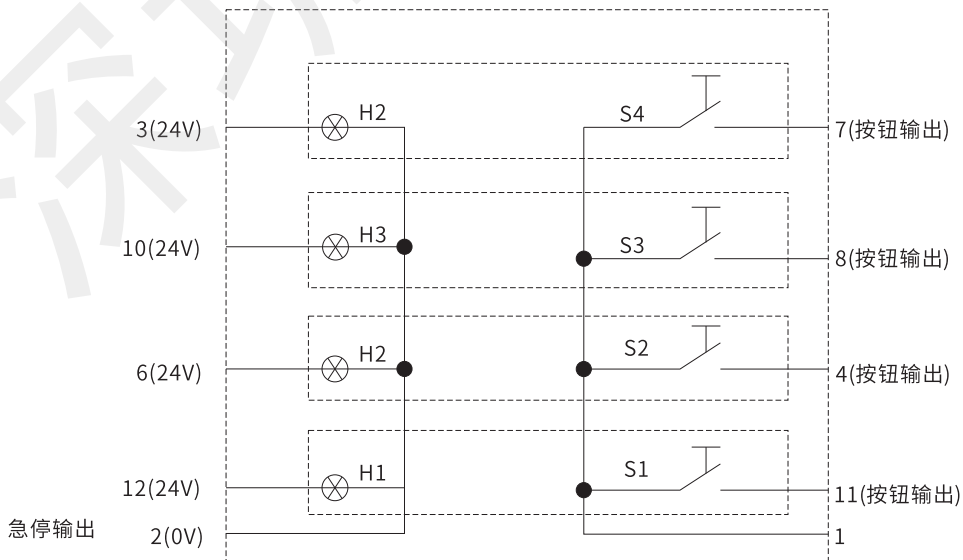 3(24V) H2 S4 7(按钮输出)
10(24V) H3 S3 8(按钮输出)
6(24V) H2 S2 4(按钮输出)
12(24V) H1 S1 11(按钮输出)
急停输出 2(0V) 1
深圳